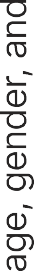 age, gender, and